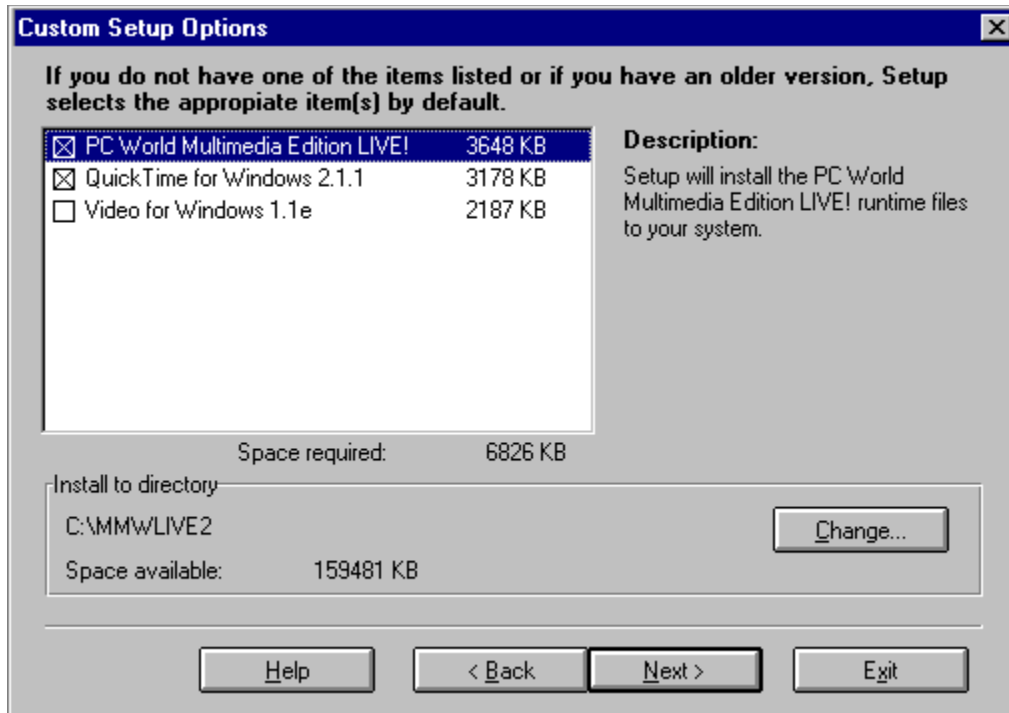 Custom Setup Options
If you do not have one of the items listed or if you have an older version, Setup
selects the appropiate item(s) by default.
PC World Multimedia Edition LIVE! 3648 KB
QuickTime for Windows 2.1.1 3178 KB
Video for Windows 1.1e 2187 KB
Description:
Setup will install the PC World
Multimedia Edition LIVE! runtime files
to your system.
Space required: 6826 KB
Install to directory
C:\MMWLIVE2
Change...
Space available: 159481 KB
Help
< Back
Next >
Exit